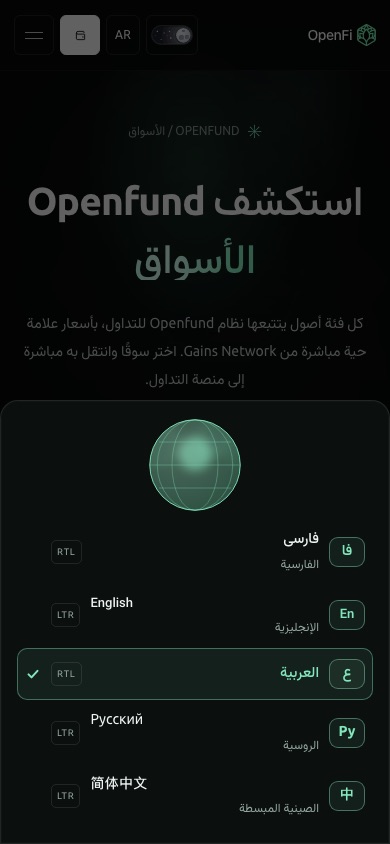 OpenFi
AR
OPENFUND / الأسواق
استكشف Openfund
الأسواق
كل فئة أصول يتتبعها نظام Openfund للتداول، بأسعار علامة
حية مباشرة من Gains Network. اختر سوقًا وانتقل به مباشرة
إلى منصة التداول.
فا
فارسی
الفارسية
RTL
En
English
الإنجليزية
LTR
ع
العربية
RTL
Ру
Русский
الروسية
LTR
中
简体中文
الصينية المبسطة
LTR